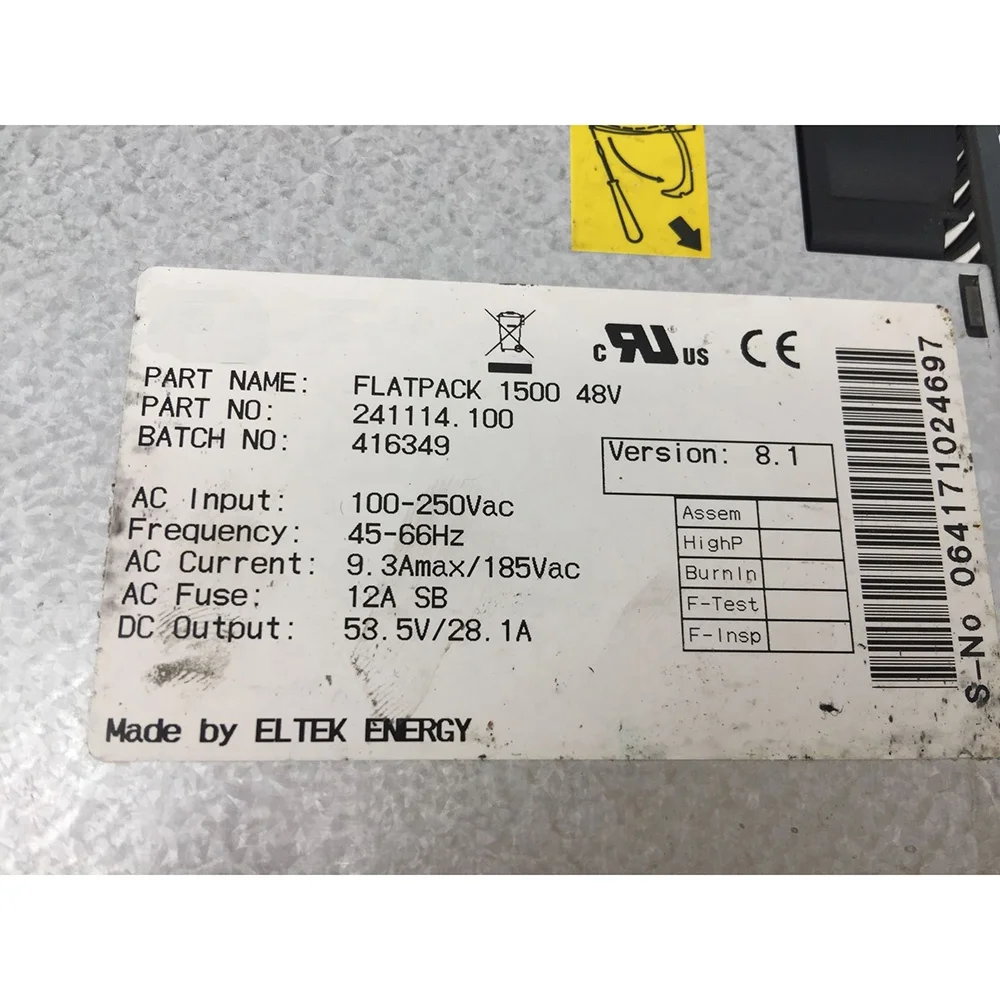 c RU ® US CE
PART NAME: FLATPACK 1500 48V
PART NO: 241114.100
BATCH NO: 416349
Version: 8.1
AC Input: 100-250Vac
Frequency: 45-66Hz
AC Current: 9.3Amax/185Vac
AC Fuse: 12A SB
DC Output: 53.5V/28.1A
Assem
HighP
BurnIn
F-Test
F-Insp
Made by ELTEK ENERGY
S-No 064171024697